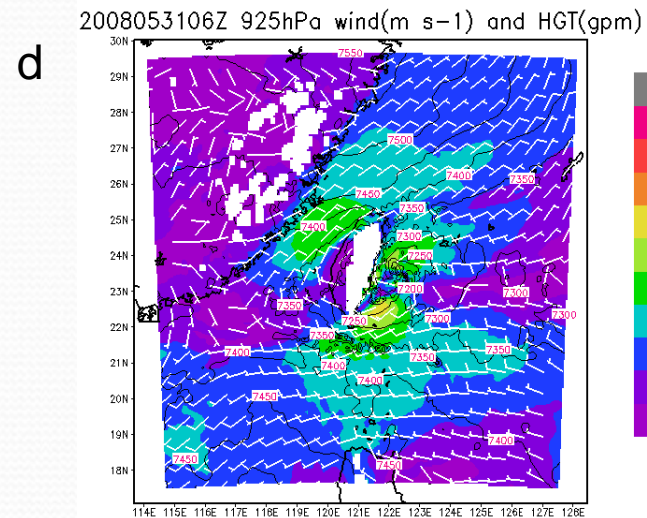 2008053106Z 925hPa wind(m s−1) and HGT(gpm)
d
30N
7550
29N
28N
7500
27N
7400
7350
26N
7450
7350
25N
7400
7300
7250
24N
7200
23N
7350
7300
7250
7300
7300
22N
7350
7400
7350
7350
21N
7400
7400
20N
7450
19N
7400
7450
7450
18N
114E 115E 116E 117E 118E 119E 120E 121E 122E 123E 124E 125E 126E 127E 128E